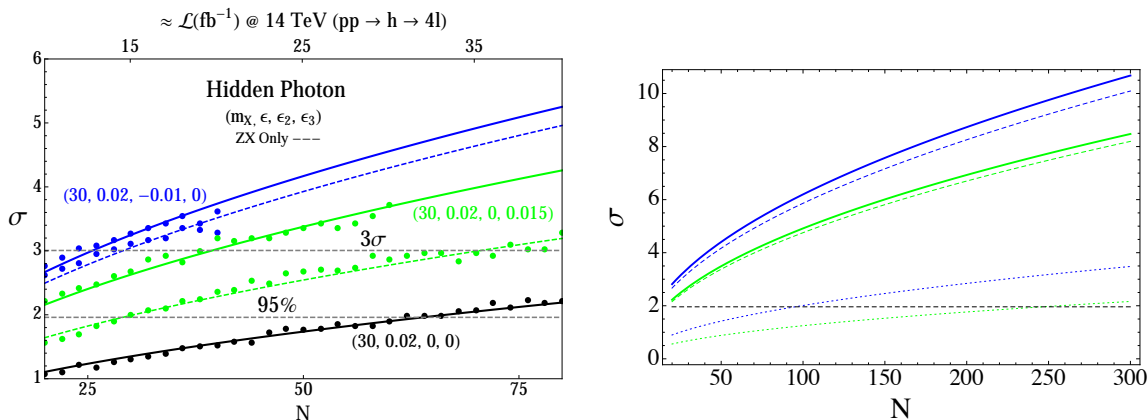 ≈ ℒ(fb⁻¹) @ 14 TeV (pp → h → 4l)
15 25 35
6
5
4
3
2
1
σ
Hidden Photon
(m_X, ϵ, ϵ₂, ϵ₃)
ZX Only ----
(30, 0.02, −0.01, 0)
(30, 0.02, 0, 0.015)
3σ
95%
(30, 0.02, 0, 0)
25 50 75
N
10
8
6
4
2
0
σ
50 100 150 200 250 300
N